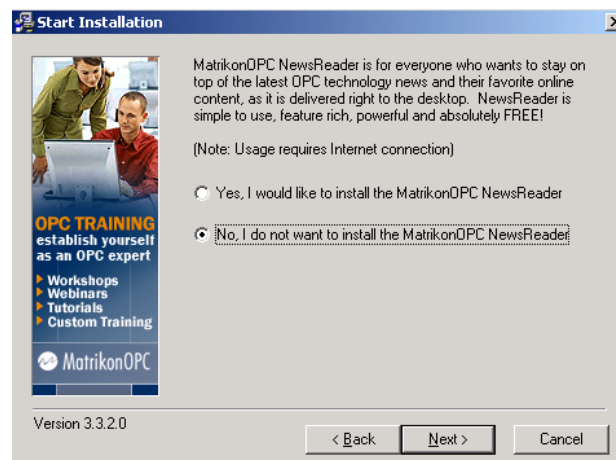 Start Installation
MatrikonOPC NewsReader is for everyone who wants to stay on
top of the latest OPC technology news and their favorite online
content, as it is delivered right to the desktop.  NewsReader is
simple to use, feature rich, powerful and absolutely FREE!
(Note: Usage requires Internet connection)
Yes, I would like to install the MatrikonOPC NewsReader
No, I do not want to install the MatrikonOPC NewsReader
OPC TRAINING
establish yourself
as an OPC expert
Workshops
Webinars
Tutorials
Custom Training
MatrikonOPC
Version 3.3.2.0
< Back
Next >
Cancel